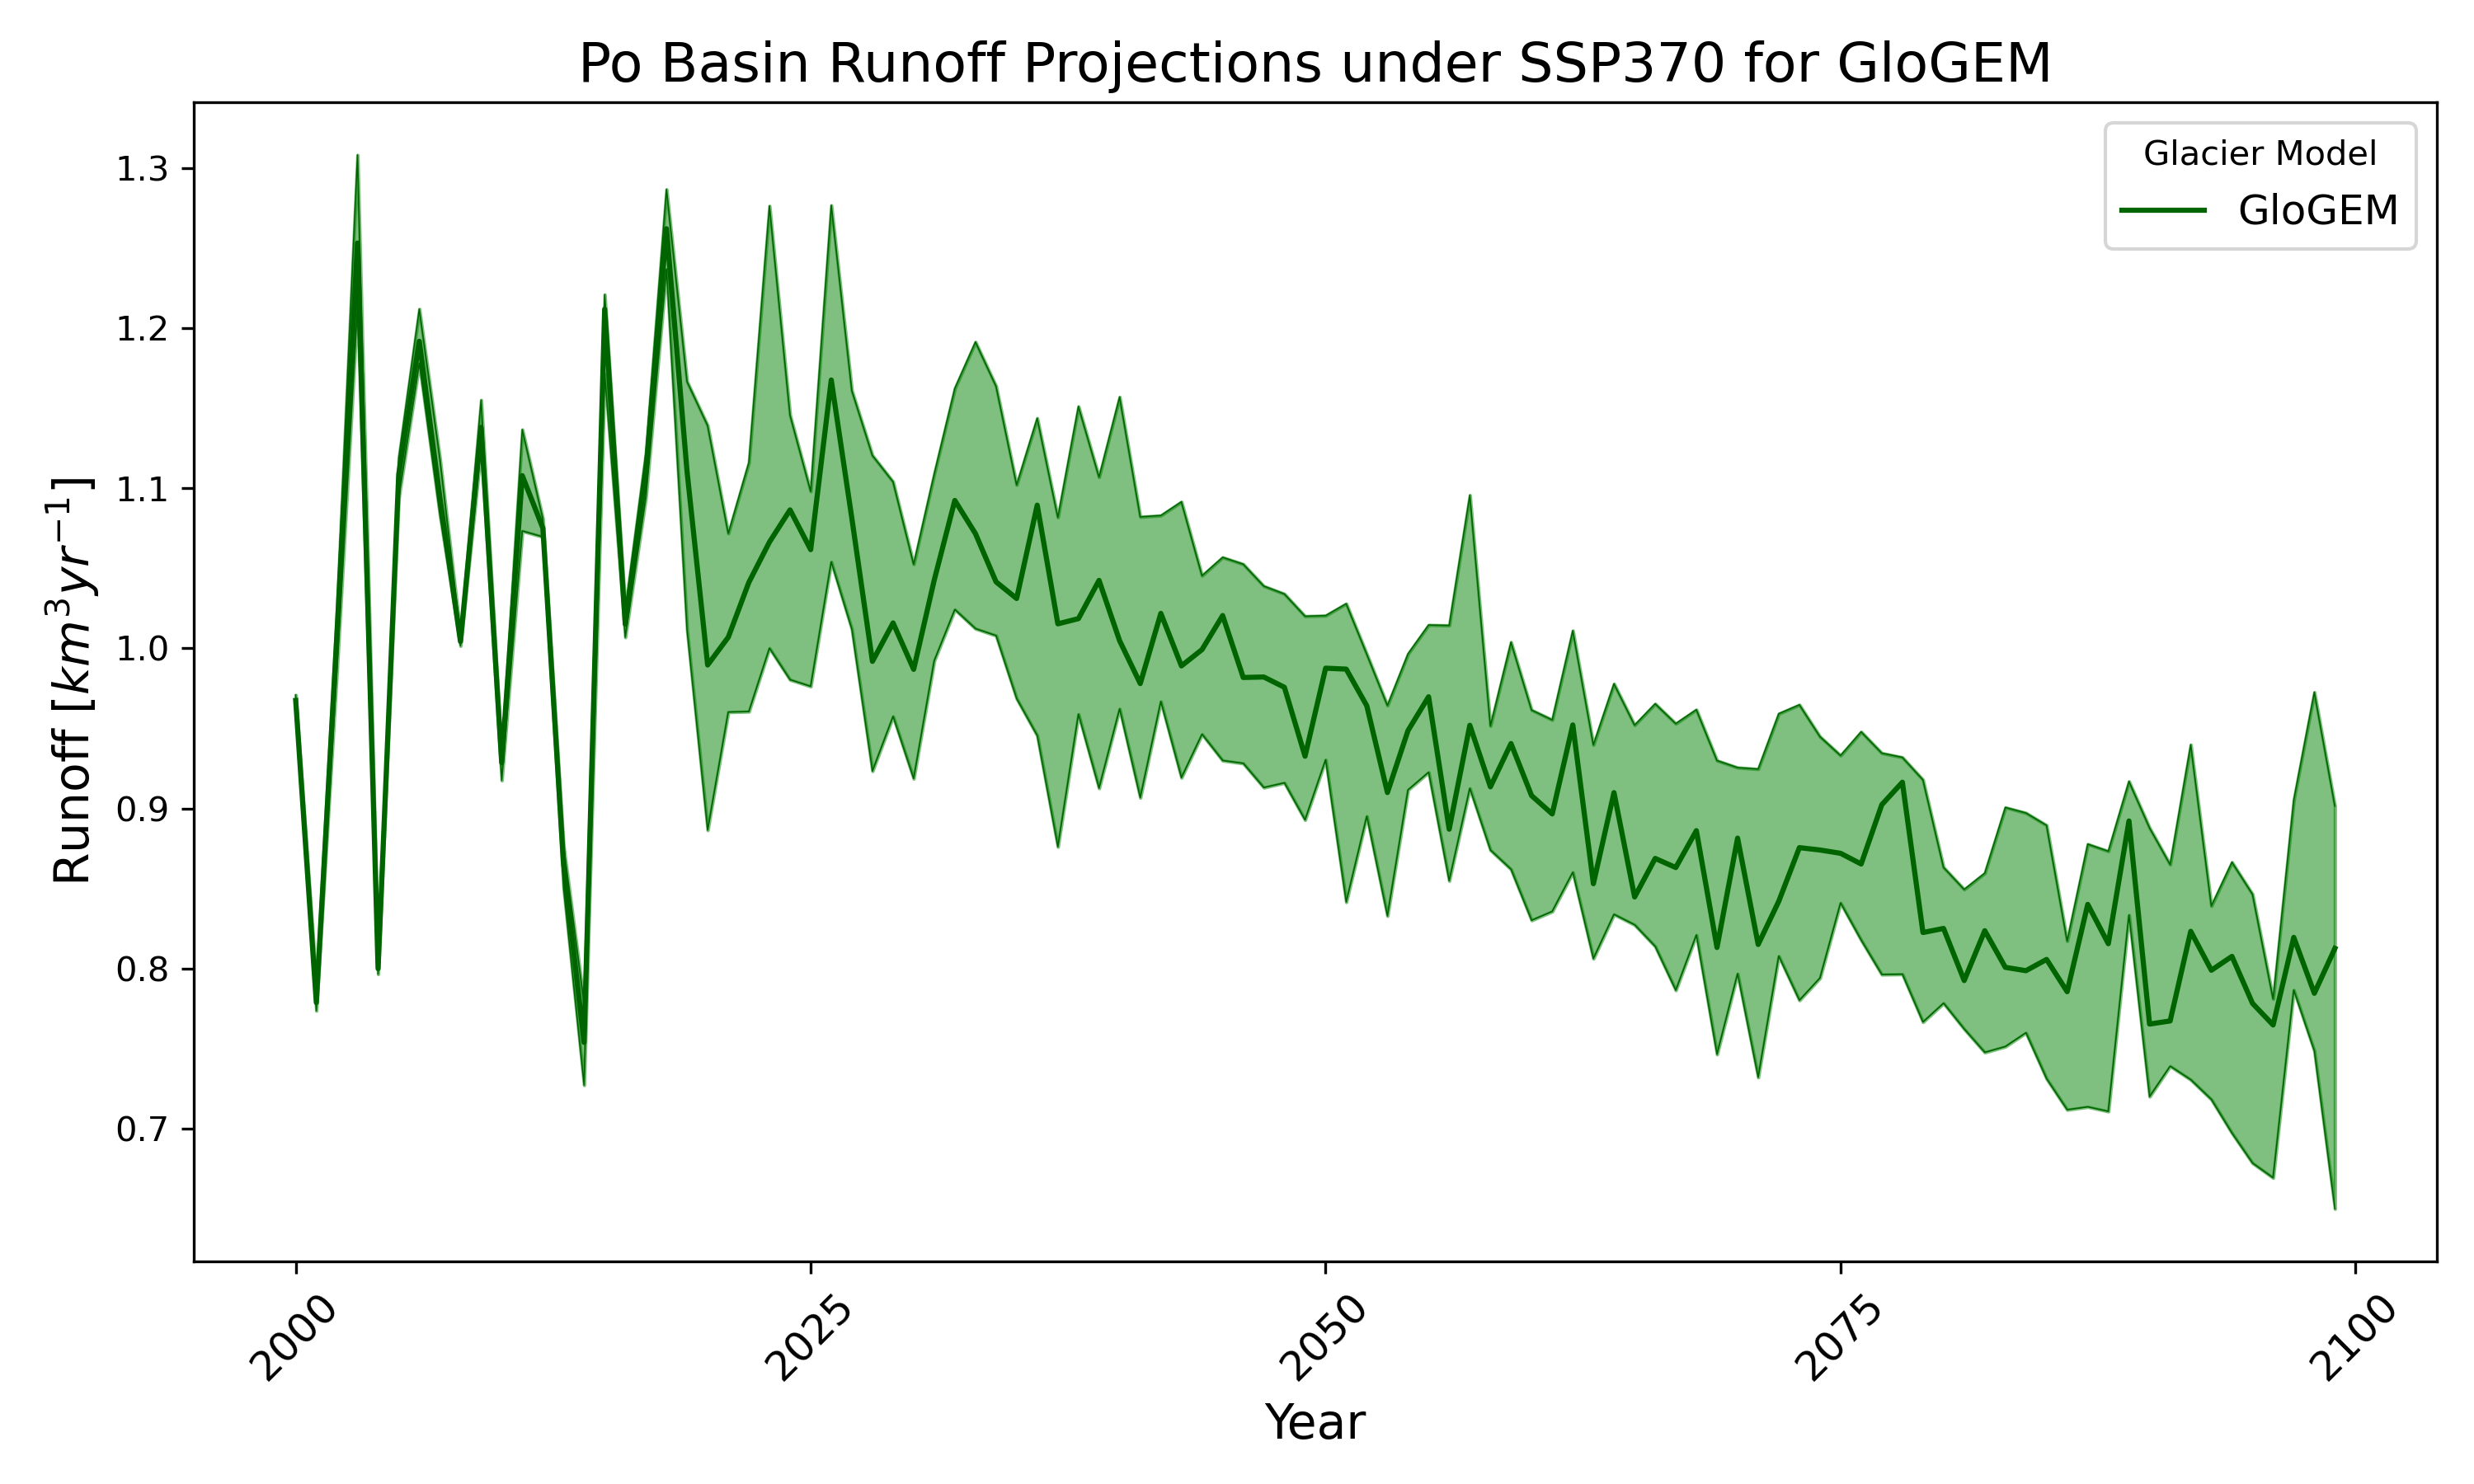 Po Basin Runoff Projections under SSP370 for GloGEM
Glacier Model
GloGEM
Runoff [km³yr⁻¹]
1.3
1.2
1.1
1.0
0.9
0.8
0.7
2000
2025
2050
2075
2100
Year